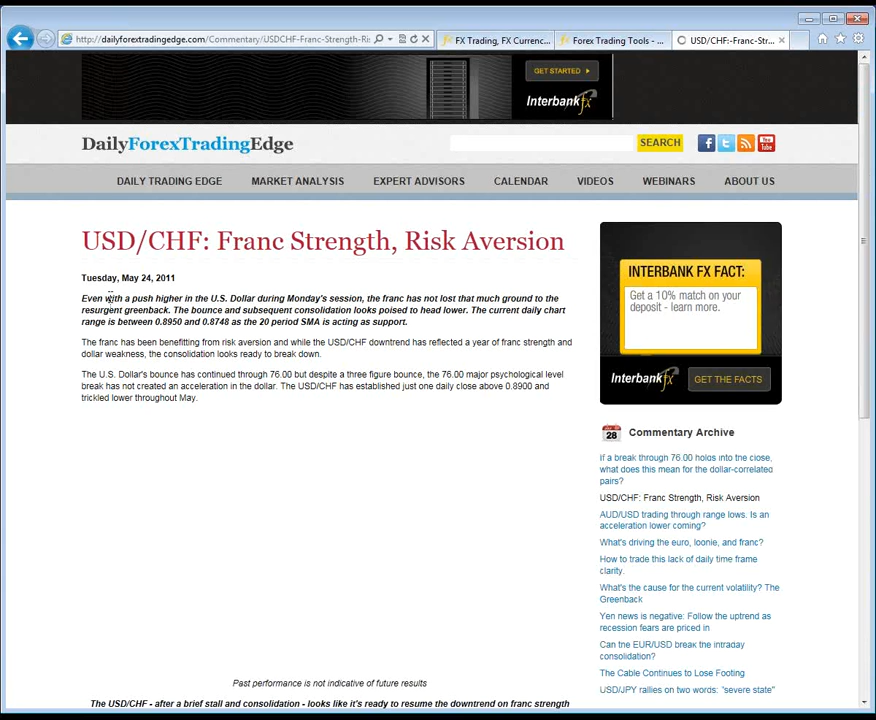 http://dailyforextradingedge.com/Commentary/USDCHF-Franc-Strength-Ris
FX Trading, FX Currenc...
Forex Trading Tools - ...
USD/CHF:-Franc-Str...
GET STARTED
Interbankfx
DailyForexTradingEdge
SEARCH
You Tube
DAILY TRADING EDGE MARKET ANALYSIS EXPERT ADVISORS CALENDAR VIDEOS WEBINARS ABOUT US
USD/CHF: Franc Strength, Risk Aversion
Tuesday, May 24, 2011
Even with a push higher in the U.S. Dollar during Monday's session, the franc has not lost that much ground to the
resurgent greenback. The bounce and subsequent consolidation looks poised to head lower. The current daily chart
range is between 0.8950 and 0.8748 as the 20 period SMA is acting as support.
The franc has been benefitting from risk aversion and while the USD/CHF downtrend has reflected a year of franc strength and
dollar weakness, the consolidation looks ready to break down.
The U.S. Dollar's bounce has continued through 76.00 but despite a three figure bounce, the 76.00 major psychological level
break has not created an acceleration in the dollar. The USD/CHF has established just one daily close above 0.8900 and
trickled lower throughout May.
Past performance is not indicative of future results
The USD/CHF - after a brief stall and consolidation - looks like it's ready to resume the downtrend on franc strength
INTERBANK FX FACT:
Get a 10% match on your
deposit - learn more.
Interbankfx
GET THE FACTS
28
Commentary Archive
If a break through 76.00 holds into the close,
what does this mean for the dollar-correlated
pairs?
USD/CHF: Franc Strength, Risk Aversion
AUD/USD trading through range lows. Is an
acceleration lower coming?
What's driving the euro, loonie, and franc?
How to trade this lack of daily time frame
clarity.
What's the cause for the current volatility? The
Greenback
Yen news is negative: Follow the uptrend as
recession fears are priced in
Can the EUR/USD break the intraday
consolidation?
The Cable Continues to Lose Footing
USD/JPY rallies on two words: "severe state"